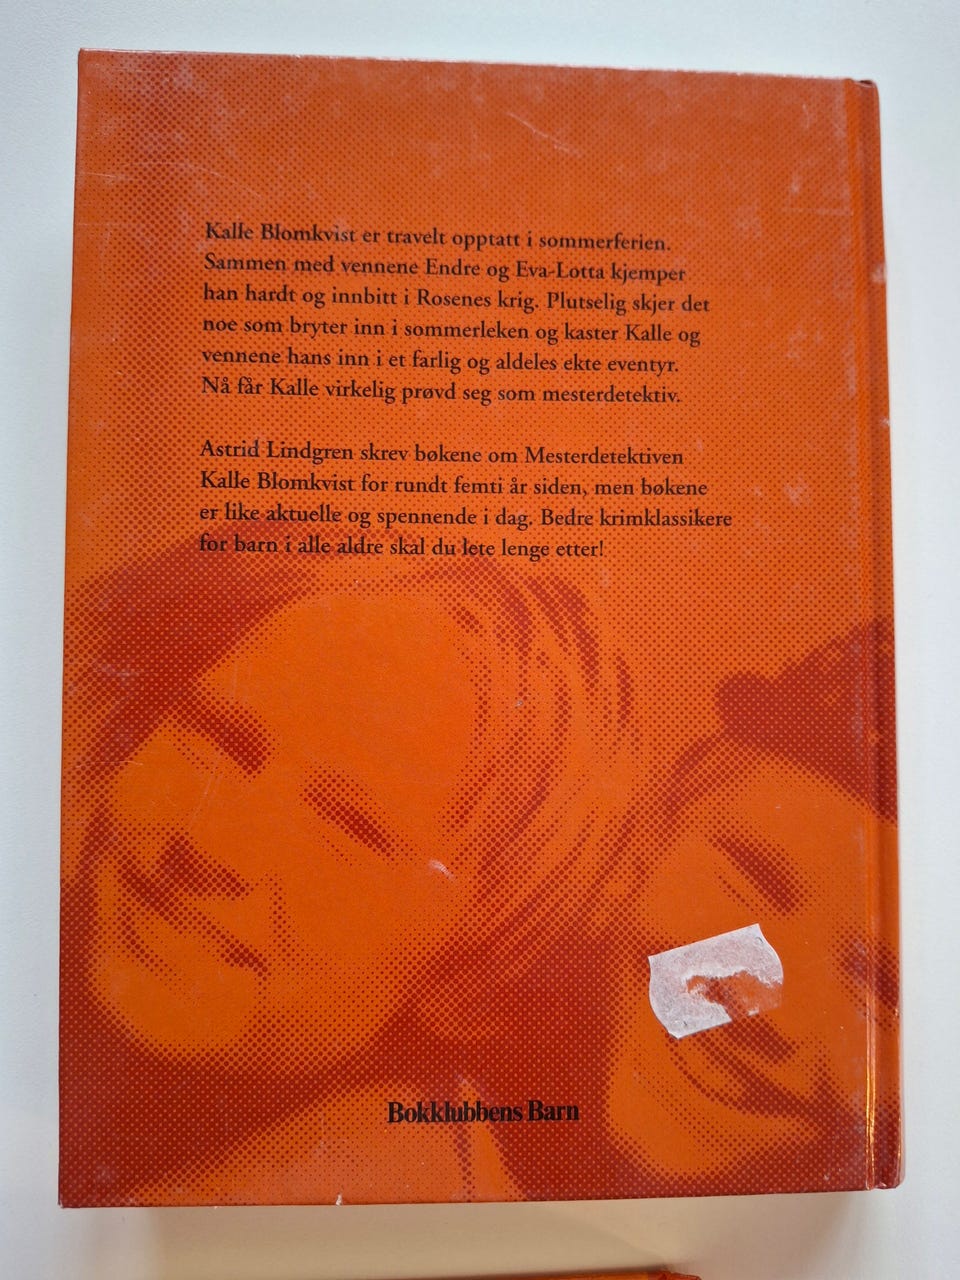 Kalle Blomkvist er travelt opptatt i sommerferien.
Sammen med vennene Endre og Eva-Lotta kjemper
han hardt og innbitt i Rosenes krig. Plutselig skjer det
noe som bryter inn i sommerleken og kaster Kalle og
vennene hans inn i et farlig og aldeles ekte eventyr.
Nå får Kalle virkelig prøvd seg som mesterdetektiv.
Astrid Lindgren skrev bøkene om Mesterdetektiven
Kalle Blomkvist for rundt femti år siden, men bøkene
er like aktuelle og spennende i dag. Bedre krimklassikere
for barn i alle aldre skal du lete lenge etter!
Bokklubbens Barn